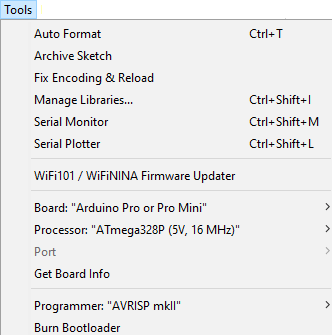 Tools
Auto Format Ctrl+T
Archive Sketch
Fix Encoding & Reload
Manage Libraries... Ctrl+Shift+I
Serial Monitor Ctrl+Shift+M
Serial Plotter Ctrl+Shift+L
WiFi101 / WiFiNINA Firmware Updater
Board: "Arduino Pro or Pro Mini"
Processor: "ATmega328P (5V, 16 MHz)"
Port
Get Board Info
Programmer: "AVRISP mkII"
Burn Bootloader